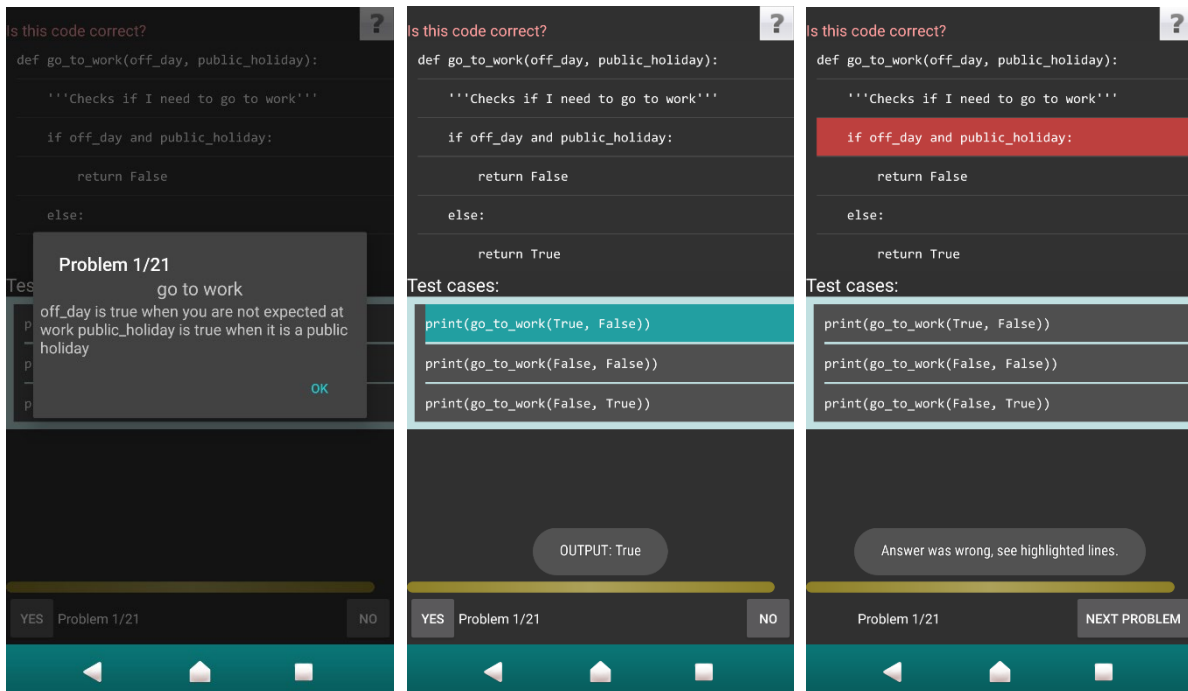 Is this code correct?
?
def go_to_work(off_day, public_holiday):
'''Checks if I need to go to work'''
if off_day and public_holiday:
return False
else:
Problem 1/21
Tes
go to work
off_day is true when you are not expected at
work public_holiday is true when it is a public
holiday
p
p
p
OK
YES Problem 1/21 NO
Is this code correct?
?
def go_to_work(off_day, public_holiday):
'''Checks if I need to go to work'''
if off_day and public_holiday:
return False
else:
return True
Test cases:
print(go_to_work(True, False))
print(go_to_work(False, False))
print(go_to_work(False, True))
OUTPUT: True
YES Problem 1/21 NO
Is this code correct?
?
def go_to_work(off_day, public_holiday):
'''Checks if I need to go to work'''
if off_day and public_holiday:
return False
else:
return True
Test cases:
print(go_to_work(True, False))
print(go_to_work(False, False))
print(go_to_work(False, True))
Answer was wrong, see highlighted lines.
Problem 1/21 NEXT PROBLEM